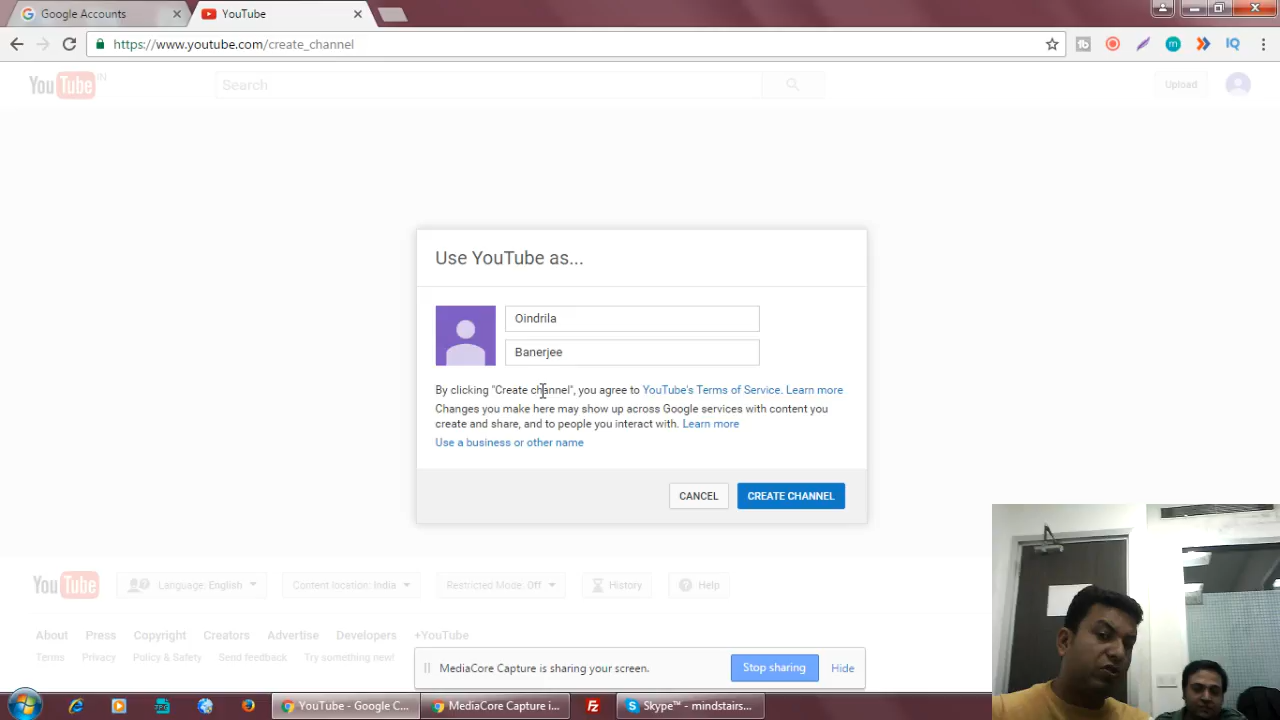 Google Accounts
YouTube
https://www.youtube.com/create_channel
YouTube IN
Search
Upload
Use YouTube as...
Oindrila
Banerjee
By clicking "Create channel", you agree to YouTube's Terms of Service. Learn more
Changes you make here may show up across Google services with content you
create and share, and to people you interact with. Learn more
Use a business or other name
CANCEL
CREATE CHANNEL
YouTube
Language: English
Content location: India
Restricted Mode: Off
History
Help
About
Press
Copyright
Creators
Advertise
Developers
+YouTube
Terms
Privacy
Policy & Safety
Send feedback
Try something new!
MediaCore Capture is sharing your screen.
Stop sharing
Hide
YouTube - Google C...
MediaCore Capture i...
Skype™ - mindstairs...